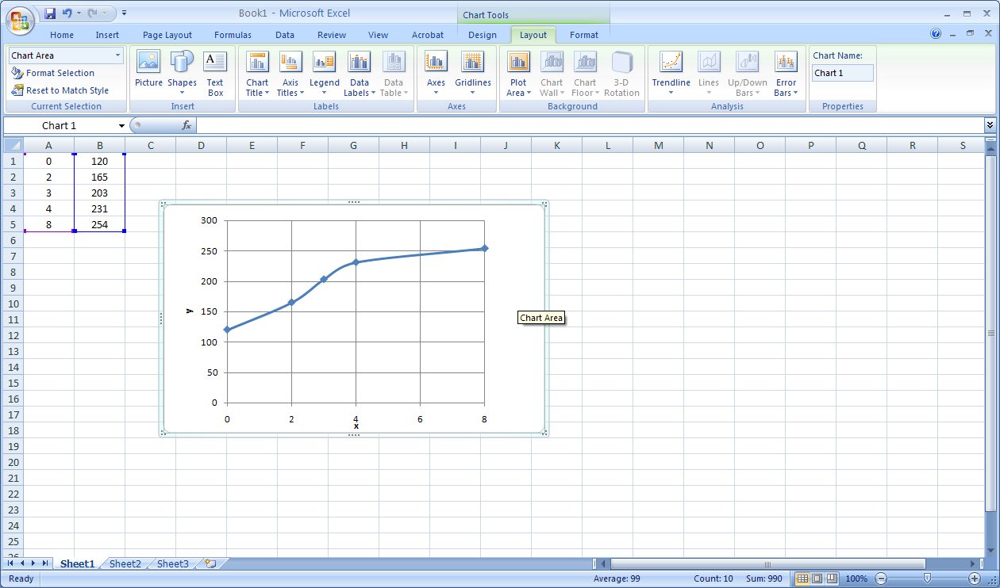 Book1 - Microsoft Excel
Chart Tools
Home Insert Page Layout Formulas Data Review View Acrobat Design Layout Format
Chart Area
Format Selection
Reset to Match Style
Current Selection
Picture Shapes Text Box
Insert
Chart Title Axis Titles Legend Data Labels Data Table
Labels
Axes Gridlines
Axes
Plot Area Chart Wall Chart Floor 3-D Rotation
Background
Trendline Lines Up/Down Bars Error Bars
Analysis
Chart Name:
Chart 1
Properties
Chart 1 fx
A B C D E F G H I J K L M N O P Q R S
1 0 120
2 2 165
3 3 203
4 4 231
5 8 254
6
7
8
9
10
11
12
13
14
15
16
17
18
19
20
21
22
23
24
25
26
300
250
200
150
100
50
0
y
0 2 4 6 8
x
Chart Area
Sheet1 Sheet2 Sheet3
Ready Average: 99 Count: 10 Sum: 990 100%